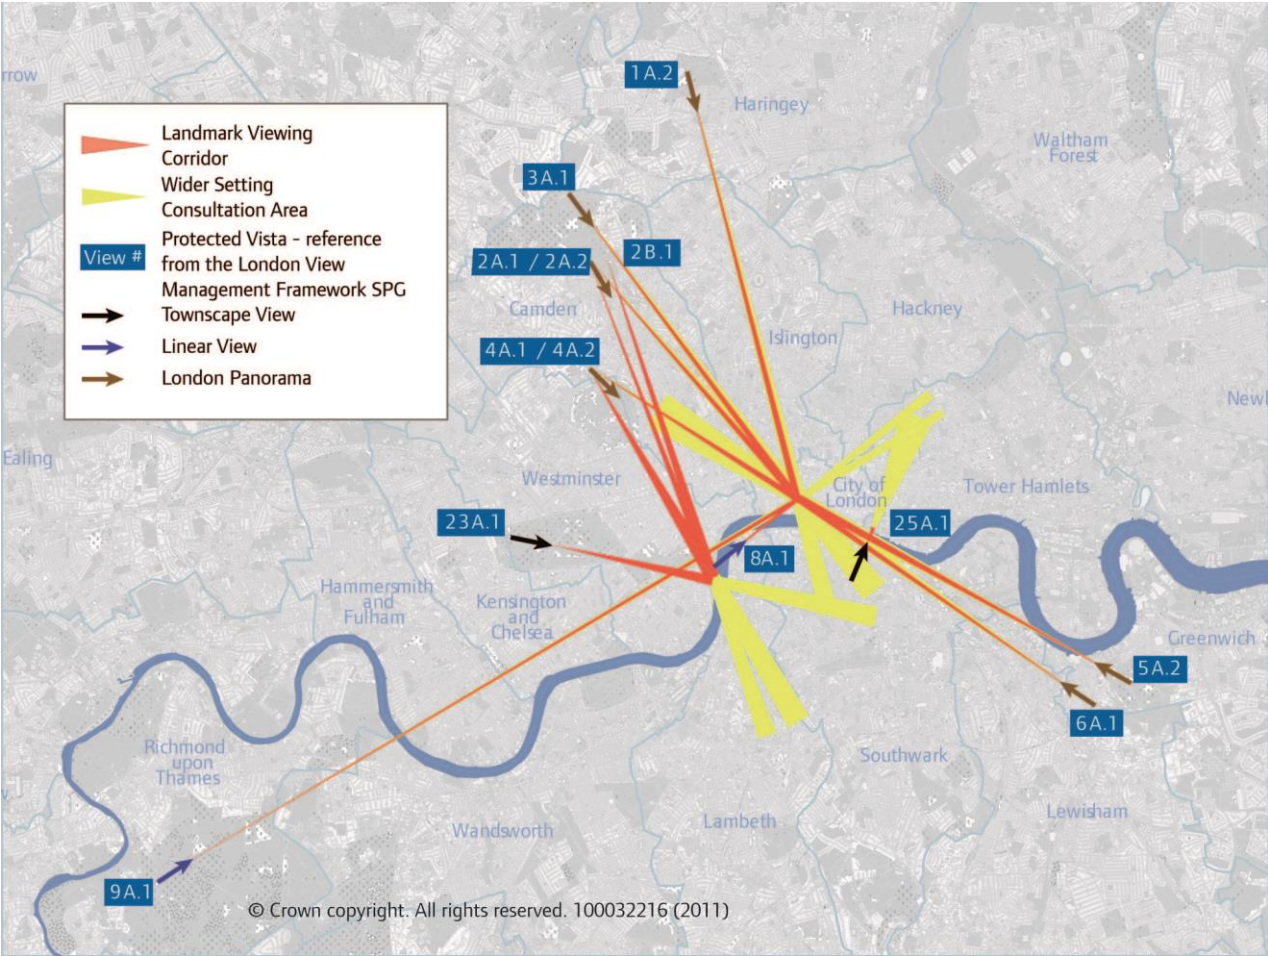 1A.2
rrow
Haringey
Landmark Viewing
Corridor
Waltham
Forest
3A.1
Wider Setting
Consultation Area
View #
Protected Vista - reference
from the London View
Management Framework SPG
2B.1
2A.1 / 2A.2
Townscape View
Camden
Hackney
Islington
Linear View
4A.1 / 4A.2
London Panorama
Newl
Ealing
Westminster
City of
London
Tower Hamlets
23A.1
25A.1
8A.1
Hammersmith
and
Fulham
Kensington
and
Chelsea
Greenwich
5A.2
6A.1
Richmond
upon
Thames
Southwark
Wandsworth
Lambeth
Lewisham
9A.1
© Crown copyright. All rights reserved. 100032216 (2011)